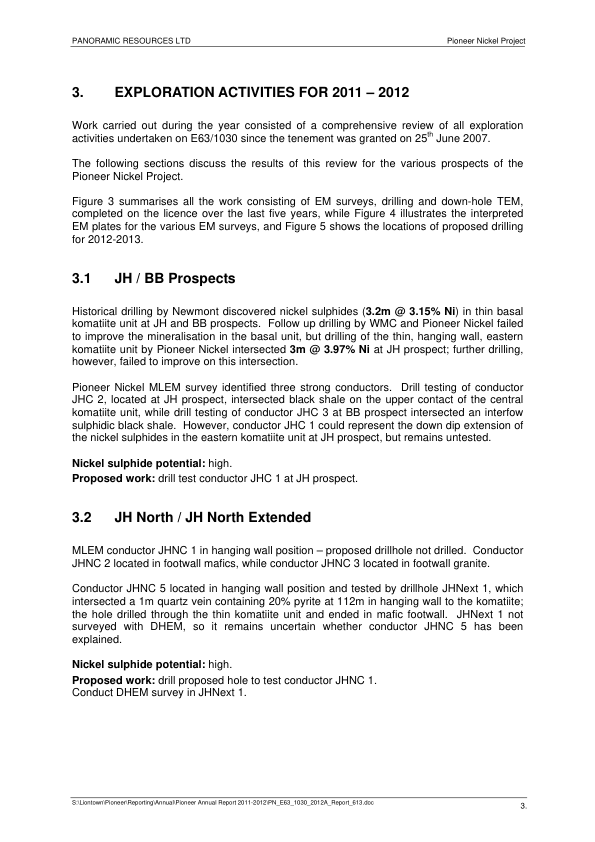 PANORAMIC RESOURCES LTD Pioneer Nickel Project
3. EXPLORATION ACTIVITIES FOR 2011 – 2012
Work carried out during the year consisted of a comprehensive review of all exploration
activities undertaken on E63/1030 since the tenement was granted on 25th June 2007.
The following sections discuss the results of this review for the various prospects of the
Pioneer Nickel Project.
Figure 3 summarises all the work consisting of EM surveys, drilling and down-hole TEM,
completed on the licence over the last five years, while Figure 4 illustrates the interpreted
EM plates for the various EM surveys, and Figure 5 shows the locations of proposed drilling
for 2012-2013.
3.1 JH / BB Prospects
Historical drilling by Newmont discovered nickel sulphides (3.2m @ 3.15% Ni) in thin basal
komatiite unit at JH and BB prospects. Follow up drilling by WMC and Pioneer Nickel failed
to improve the mineralisation in the basal unit, but drilling of the thin, hanging wall, eastern
komatiite unit by Pioneer Nickel intersected 3m @ 3.97% Ni at JH prospect; further drilling,
however, failed to improve on this intersection.
Pioneer Nickel MLEM survey identified three strong conductors. Drill testing of conductor
JHC 2, located at JH prospect, intersected black shale on the upper contact of the central
komatiite unit, while drill testing of conductor JHC 3 at BB prospect intersected an interfow
sulphidic black shale. However, conductor JHC 1 could represent the down dip extension of
the nickel sulphides in the eastern komatiite unit at JH prospect, but remains untested.
Nickel sulphide potential: high.
Proposed work: drill test conductor JHC 1 at JH prospect.
3.2 JH North / JH North Extended
MLEM conductor JHNC 1 in hanging wall position – proposed drillhole not drilled. Conductor
JHNC 2 located in footwall mafics, while conductor JHNC 3 located in footwall granite.
Conductor JHNC 5 located in hanging wall position and tested by drillhole JHNext 1, which
intersected a 1m quartz vein containing 20% pyrite at 112m in hanging wall to the komatiite;
the hole drilled through the thin komatiite unit and ended in mafic footwall. JHNext 1 not
surveyed with DHEM, so it remains uncertain whether conductor JHNC 5 has been
explained.
Nickel sulphide potential: high.
Proposed work: drill proposed hole to test conductor JHNC 1.
Conduct DHEM survey in JHNext 1.
S:\Liontown\Pioneer\Reporting\Annual\Pioneer Annual Report 2011-2012\PN_E63_1030_2012A_Report_613.doc 3.